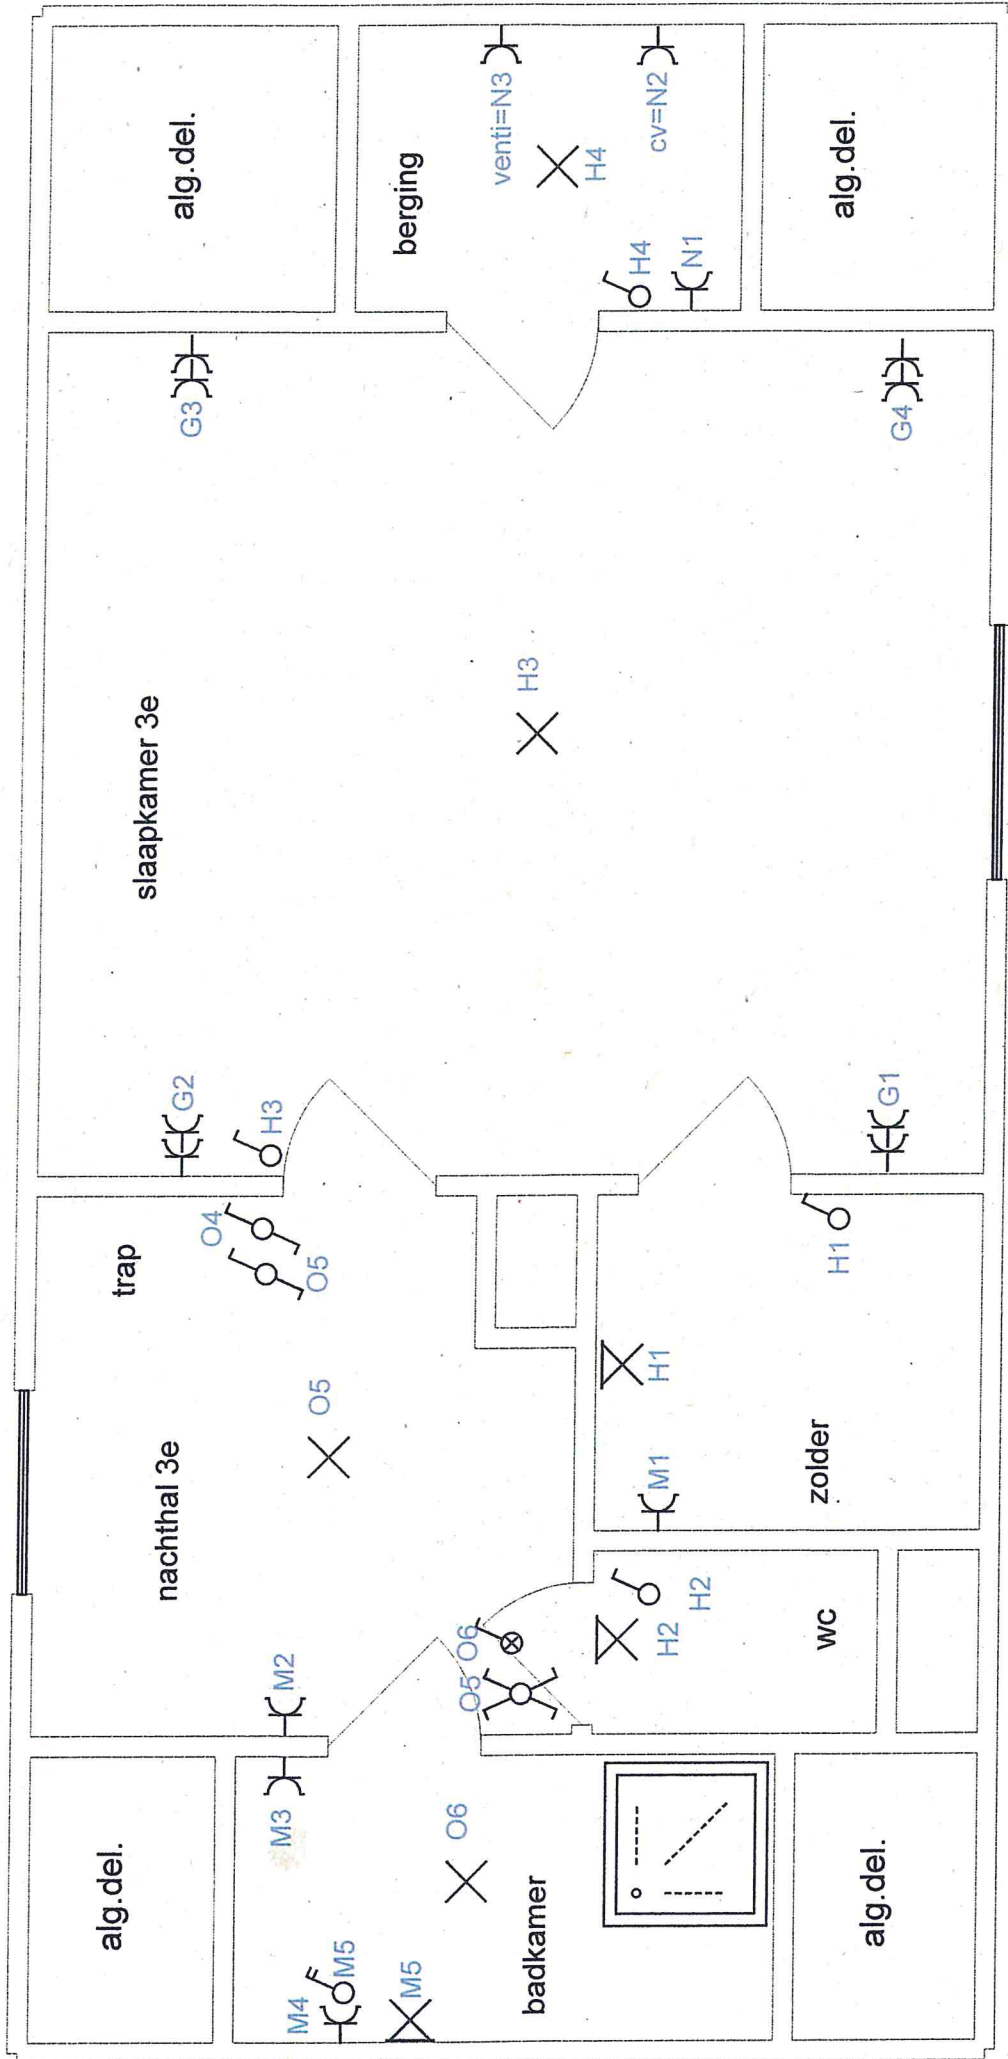 alg.del.
berging
venti=N3
H4
cv=N2
H4
N1
alg.del.
G3
G4
slaapkamer 3e
H3
G2
H3
G1
trap
O4
O5
H1
nachthal 3e
O5
H1
M1
zolder
M2
O6
O5
H2
H2
wc
alg.del.
M3
O6
M4
M5
M5
badkamer
alg.del.